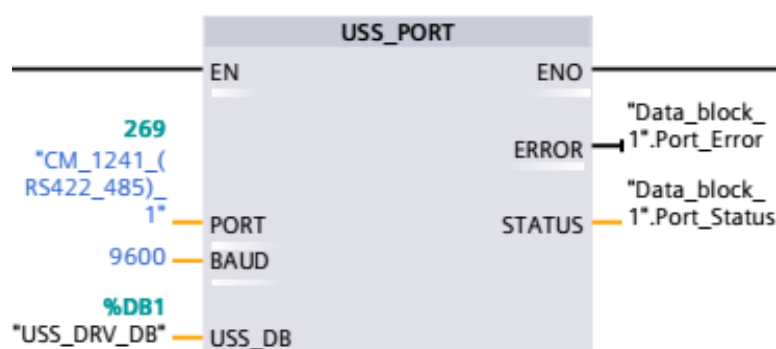 USS_PORT
EN
ENO
269
"CM_1241_(
RS422_485)_
1"
PORT
9600
BAUD
%DB1
"USS_DRV_DB"
USS_DB
ERROR
"Data_block_
1".Port_Error
STATUS
"Data_block_
1".Port_Status